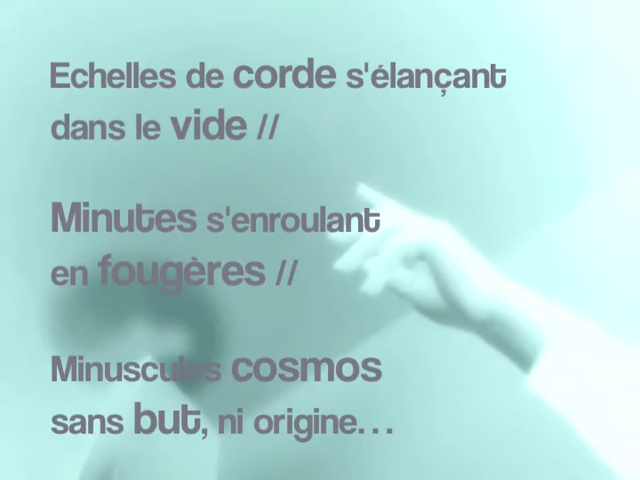 Echelles de corde s'élançant
dans le vide //
Minutes s'enroulant
en fougères //
Minuscules cosmos
sans but, ni origine...